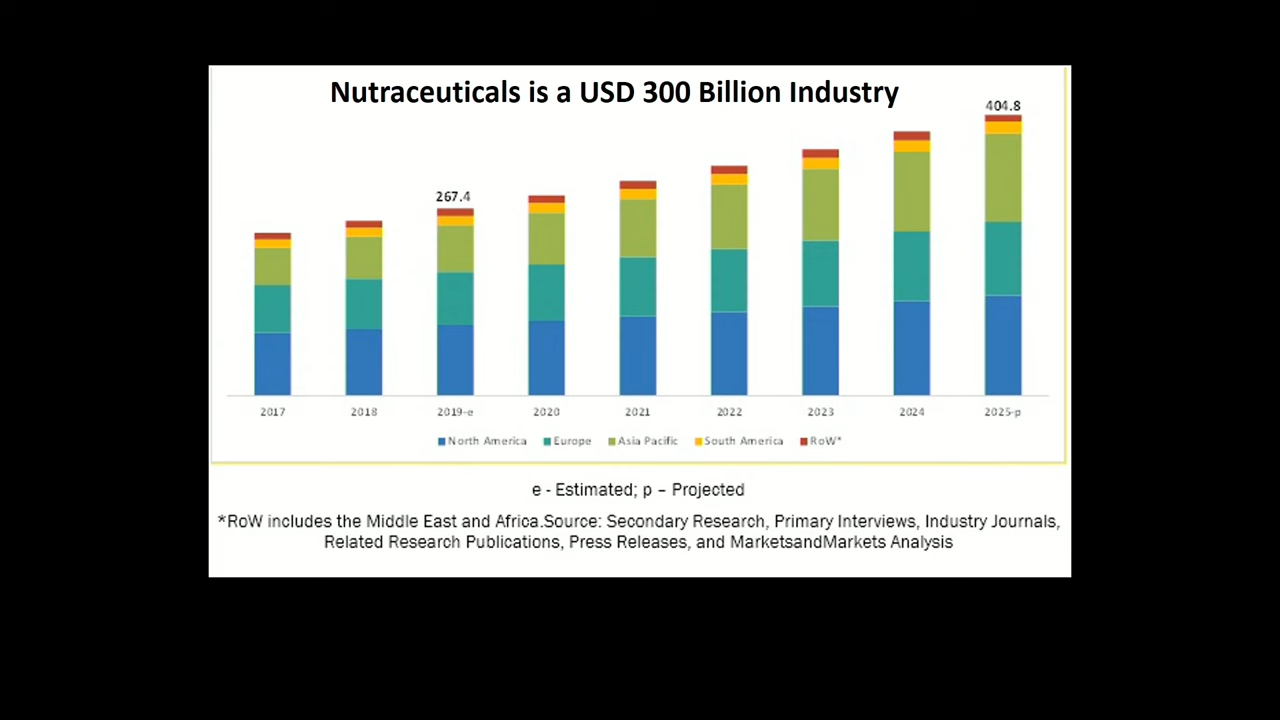 Nutraceuticals is a USD 300 Billion Industry
404.8
267.4
2017 2018 2019-e 2020 2021 2022 2023 2024 2025-p
North America Europe Asia Pacific South America RoW*
e - Estimated; p – Projected
*RoW includes the Middle East and Africa.Source: Secondary Research, Primary Interviews, Industry Journals,
Related Research Publications, Press Releases, and MarketsandMarkets Analysis